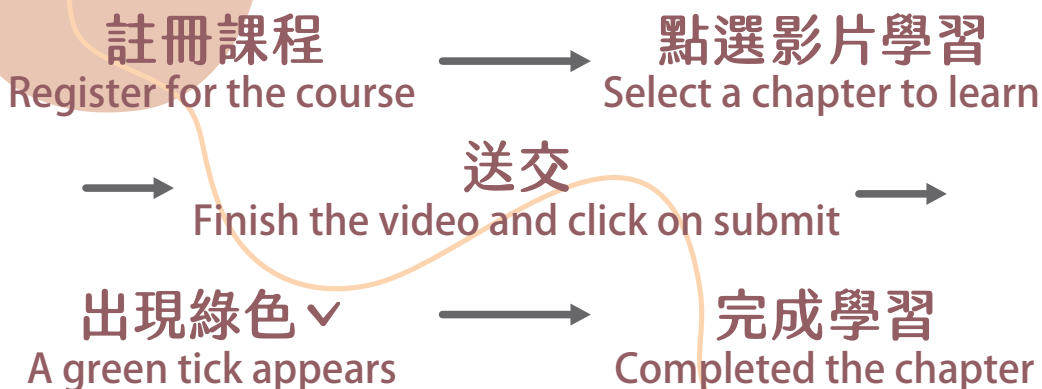 註冊課程
Register for the course
點選影片學習
Select a chapter to learn
送交
Finish the video and click on submit
出現綠色✓
A green tick appears
完成學習
Completed the chapter